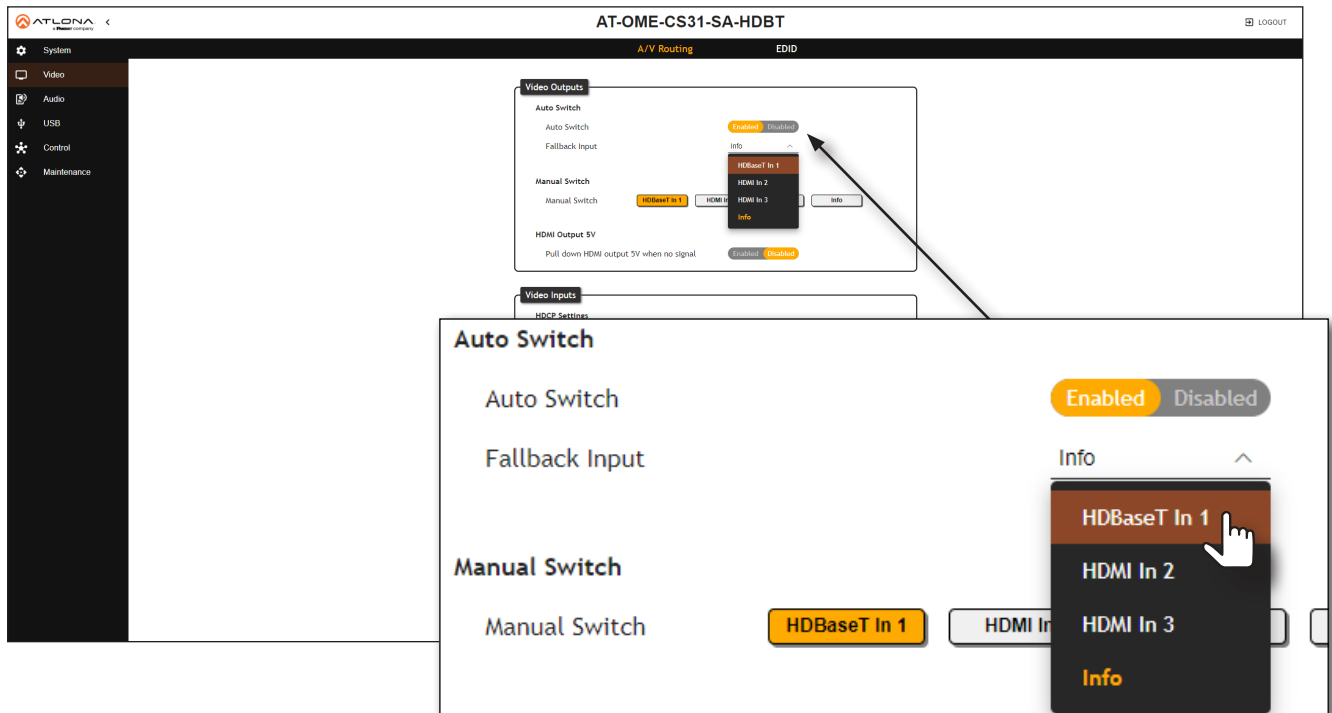 ATLONA
a Panduit company
<
AT-OME-CS31-SA-HDBT
LOGOUT
System
Video
Audio
USB
Control
Maintenance
A/V Routing EDID
Video Outputs
Auto Switch
Auto Switch Enabled Disabled
Fallback Input Info
HDBaseT In 1
HDMI In 2
HDMI In 3
Info
Manual Switch
Manual Switch HDBaseT In 1 HDMI In Info
HDMI Output 5V
Pull down HDMI output 5V when no signal Enabled Disabled
Video Inputs
HDCP Settings
Auto Switch
Auto Switch Enabled Disabled
Fallback Input Info
HDBaseT In 1
HDMI In 2
HDMI In 3
Info
Manual Switch
Manual Switch HDBaseT In 1 HDMI In